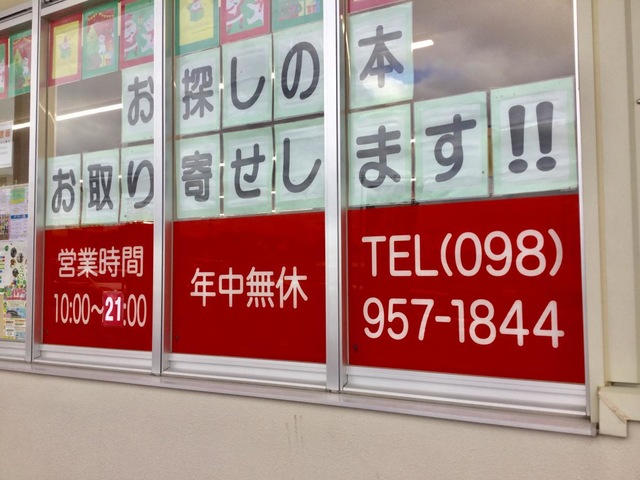 お探しの本
お取り寄せします!!
営業時間
10:00〜21:00
年中無休
TEL(098)
957-1844